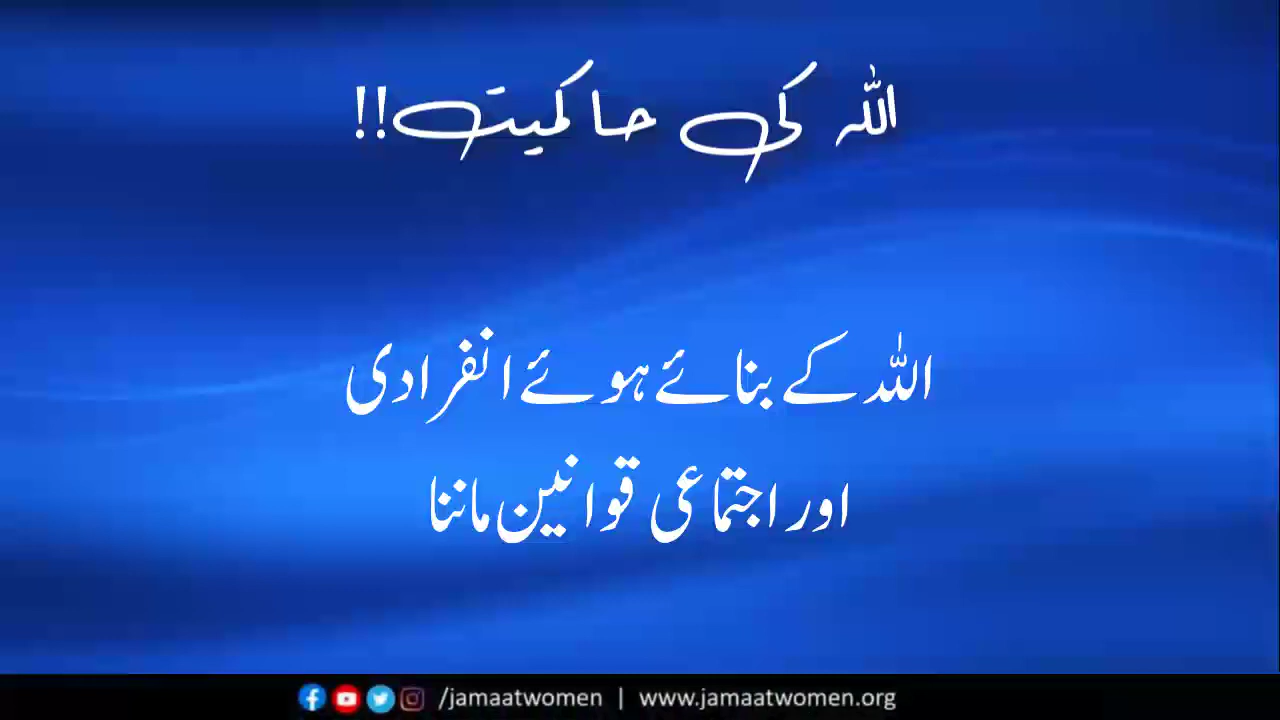 اللہ کی حاکمیت!!
اللہ کے بنائے ہوئے انفرادی
اور اجتماعی قوانین ماننا
/jamaatwomen | www.jamaatwomen.org